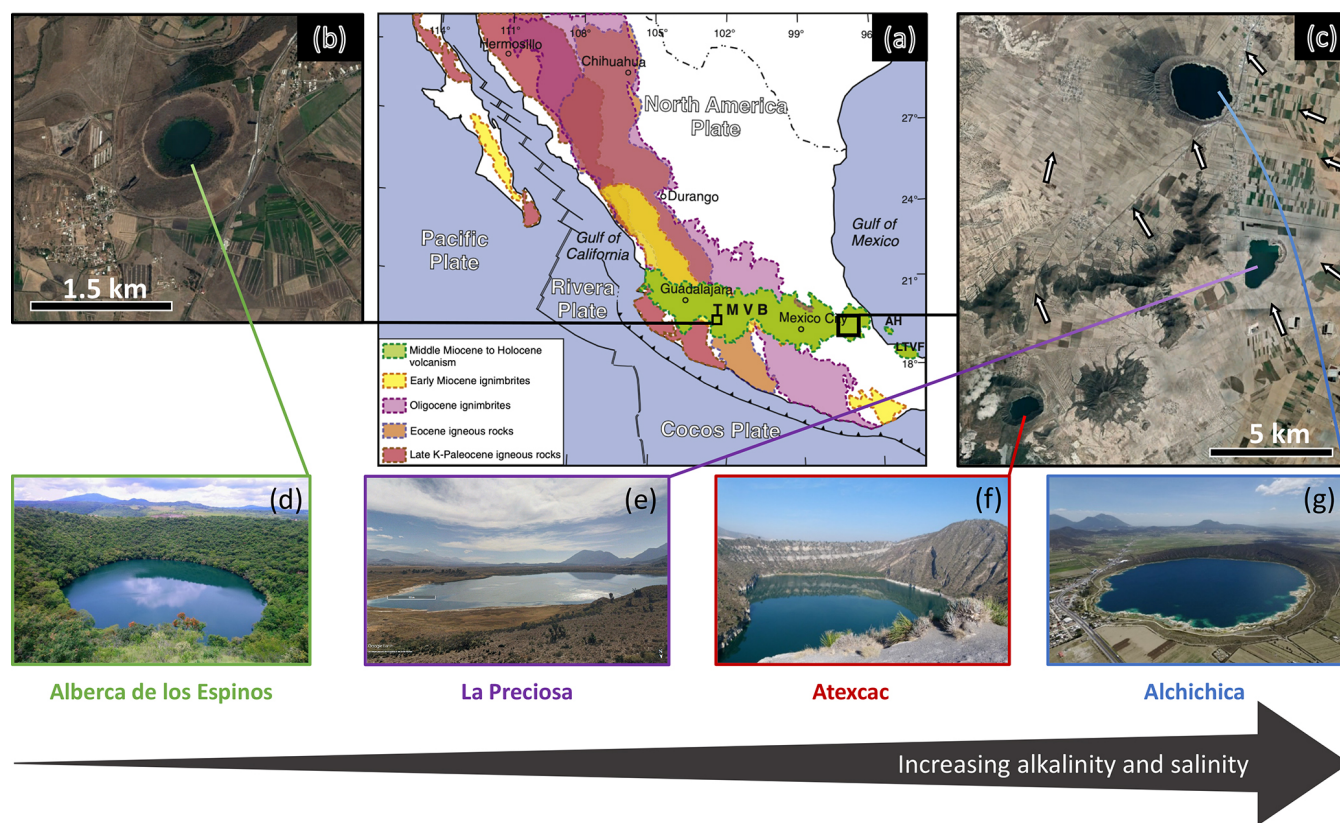 (b)
1.5 km
(a)
114°
111°
108°
105°
102°
99°
96°
Hermosillo
Chihuahua
North America
Plate
27°
Durango
24°
Gulf of
California
Gulf of
Mexico
Pacific
Plate
21°
Rivera
Plate
Guadalajara
T M V B
Mexico City
AH
LTVF
18°
Cocos Plate
Middle Miocene to Holocene
volcanism
Early Miocene ignimbrites
Oligocene ignimbrites
Eocene igneous rocks
Late K-Paleocene igneous rocks
(c)
5 km
(d)
(e)
(f)
(g)
Alberca de los Espinos
La Preciosa
Atexcac
Alchichica
Increasing alkalinity and salinity